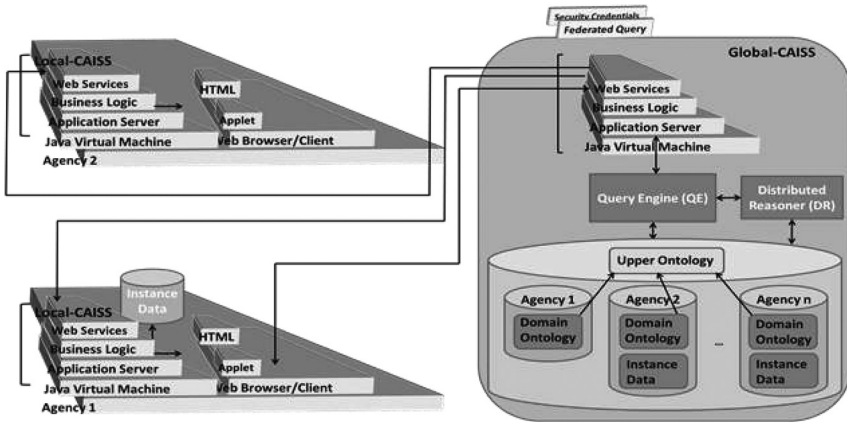 Security Credentials
Federated Query
Local-CAISS
Web Services
Business Logic
Application Server
Java Virtual Machine
Agency 2
HTML
Applet
Web Browser/Client
Global-CAISS
Web Services
Business Logic
Application Server
Java Virtual Machine
Query Engine (QE)
Distributed
Reasoner (DR)
Upper Ontology
Agency 1
Domain
Ontology
Agency 2
Domain
Ontology
Instance
Data
...
Agency n
Domain
Ontology
Instance
Data
Instance
Data
Local-CAISS
Web Services
Business Logic
Application Server
Java Virtual Machine
Agency 1
HTML
Applet
Web Browser/Client